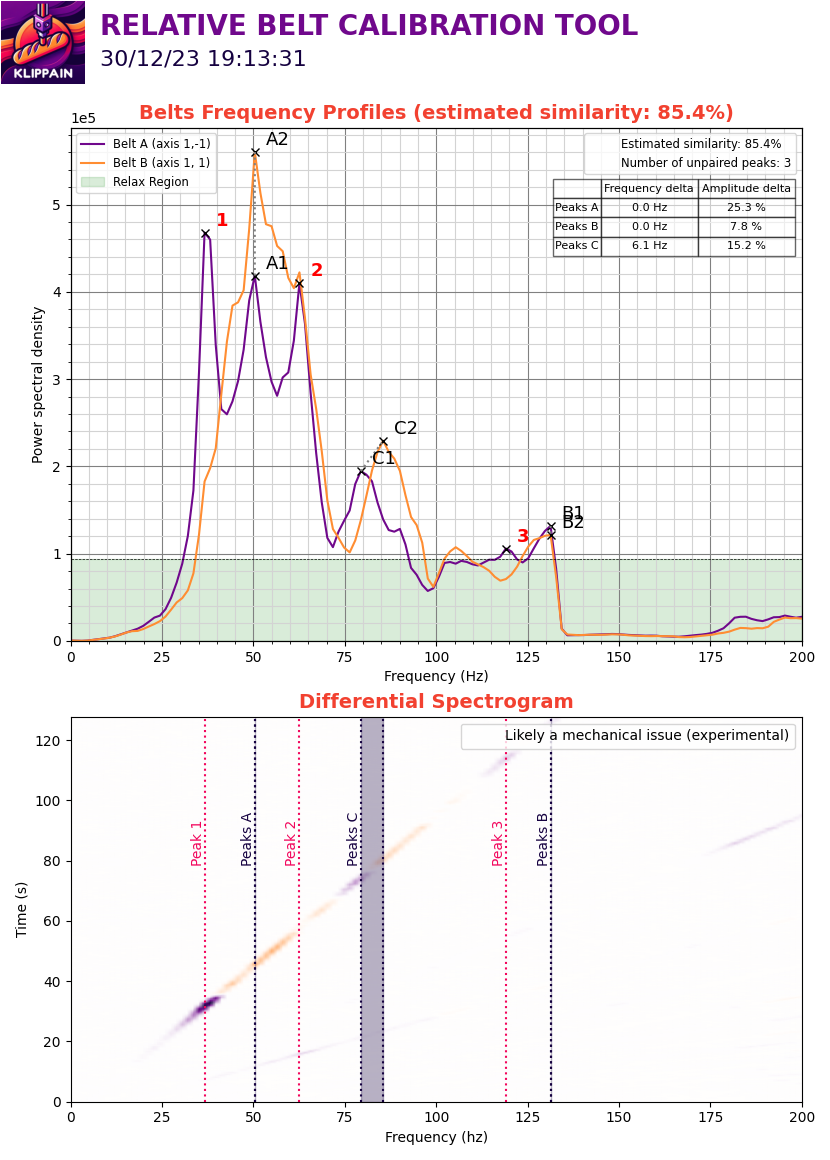 KLIPPAIN
RELATIVE BELT CALIBRATION TOOL
30/12/23 19:13:31
Belts Frequency Profiles (estimated similarity: 85.4%)
1e5
Belt A (axis 1,-1)
Belt B (axis 1, 1)
Relax Region
Estimated similarity: 85.4%
Number of unpaired peaks: 3
Frequency delta Amplitude delta
Peaks A 0.0 Hz 25.3 %
Peaks B 0.0 Hz 7.8 %
Peaks C 6.1 Hz 15.2 %
A2
1
A1
2
C2
C1
B1
B2
3
5
4
3
2
1
0
Power spectral density
0 25 50 75 100 125 150 175 200
Frequency (Hz)
Differential Spectrogram
Likely a mechanical issue (experimental)
Peak 1
Peaks A
Peak 2
Peaks C
Peak 3
Peaks B
120
100
80
60
40
20
0
Time (s)
0 25 50 75 100 125 150 175 200
Frequency (hz)